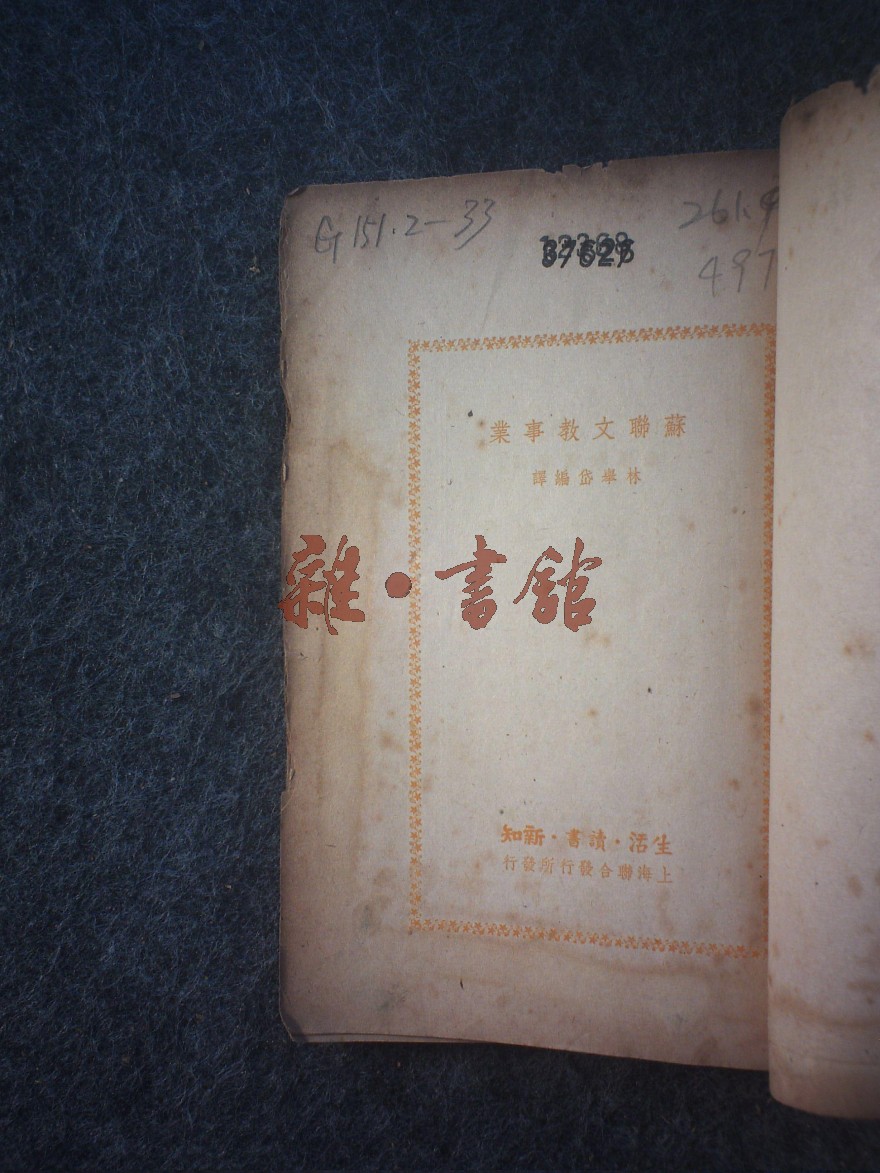 G151.2-33
261.4
497
蘇聯文教事業
林舉岱編譯
雜·書館
生活·讀書·新知
上海聯合發行所發行